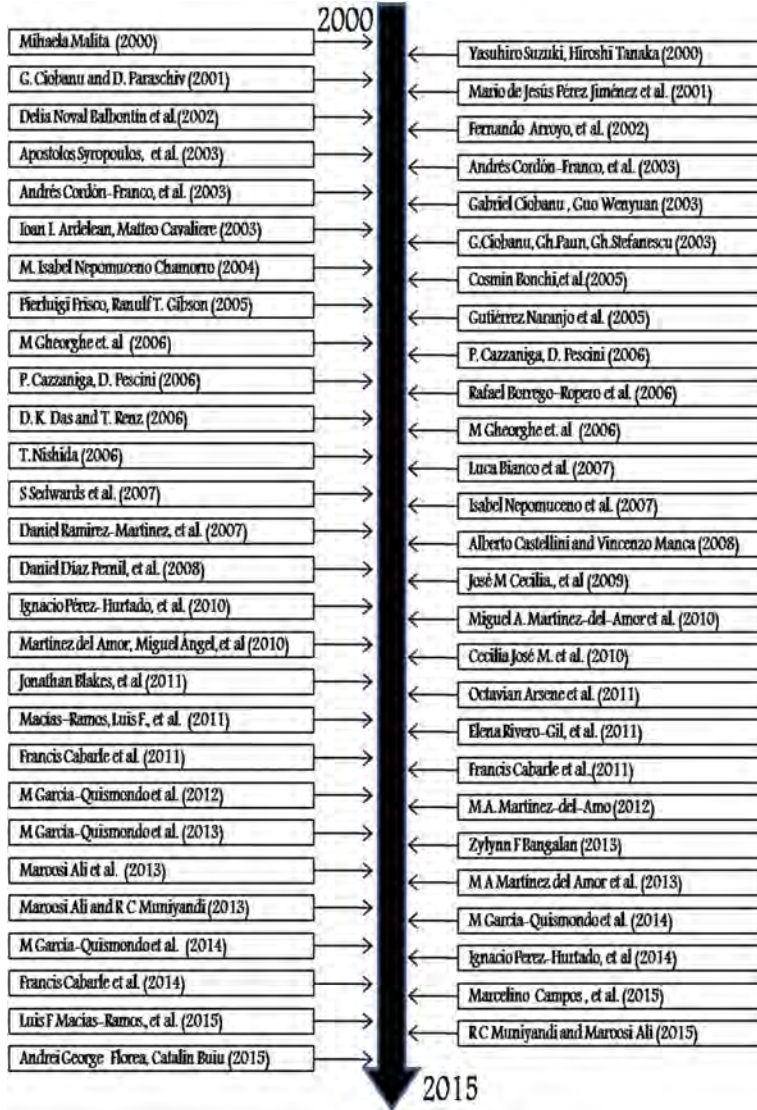 2000
Mihaela Malita (2000)
G. Ciobanu and D. Paraschiv (2001)
Delia Noval Balbontin et al.(2002)
Apostolos Syropoulos, et al. (2003)
Andrés Cordón-Franco, et al. (2003)
Ioan I. Ardelean, Matteo Cavaliere (2003)
M. Isabel Nepomuceno Chamorro (2004)
Pierluigi Frisco, Ranulf T. Gibson (2005)
M Gheorghe et. al (2006)
P. Cazzaniga, D. Pescini (2006)
D. K. Das and T. Renz (2006)
T. Nishida (2006)
S Sedwards et al. (2007)
Daniel Ramirez-Martinez, et al. (2007)
Daniel Díaz Pernil, et al. (2008)
Ignacio Pérez-Hurtado, et al. (2010)
Martínez del Amor, Miguel Ángel, et al (2010)
Jonathan Blakes, et al (2011)
Macías-Ramos, Luis F., et al. (2011)
Francis Cabarle et al. (2011)
M García-Quismondo et al. (2012)
M García-Quismondo et al. (2013)
Maroosi Ali et al. (2013)
Maroosi Ali and R C Muniyandi (2013)
M García-Quismondo et al. (2014)
Francis Cabarle et al. (2014)
Luis F Macias-Ramos, et al. (2015)
Andrei George Florea, Catalin Buiu (2015)
Yasuhiro Suzuki, Hiroshi Tanaka (2000)
Mario de Jesús Pérez Jiménez et al. (2001)
Fernando Arroyo, et al. (2002)
Andrés Cordón-Franco, et al. (2003)
Gabriel Ciobanu , Guo Wenyuan (2003)
G.Ciobanu, Gh.Paun, Gh.Stefanescu (2003)
Cosmin Bonchi,et al.(2005)
Gutiérrez Naranjo et al. (2005)
P. Cazzaniga, D. Pescini (2006)
Rafael Borrego-Ropero et al. (2006)
M Gheorghe et. al (2006)
Luca Bianco et al. (2007)
Isabel Nepomuceno et al. (2007)
Alberto Castellini and Vincenzo Manca (2008)
José M Cecilia., et al (2009)
Miguel A. Martínez-del-Amor et al. (2010)
Cecilia José M. et al. (2010)
Octavian Arsene et al. (2011)
Elena Rivero-Gil, et al. (2011)
Francis Cabarle et al..(2011)
M.A. Martínez-del-Amo (2012)
Zylynn F Bangalan (2013)
M A Martínez del Amor et al. (2013)
M García-Quismondo et al. (2014)
Ignacio Perez-Hurtado, et al (2014)
Marcelino Campos , et al. (2015)
R C Muniyandi and Maroosi Ali (2015)
2015